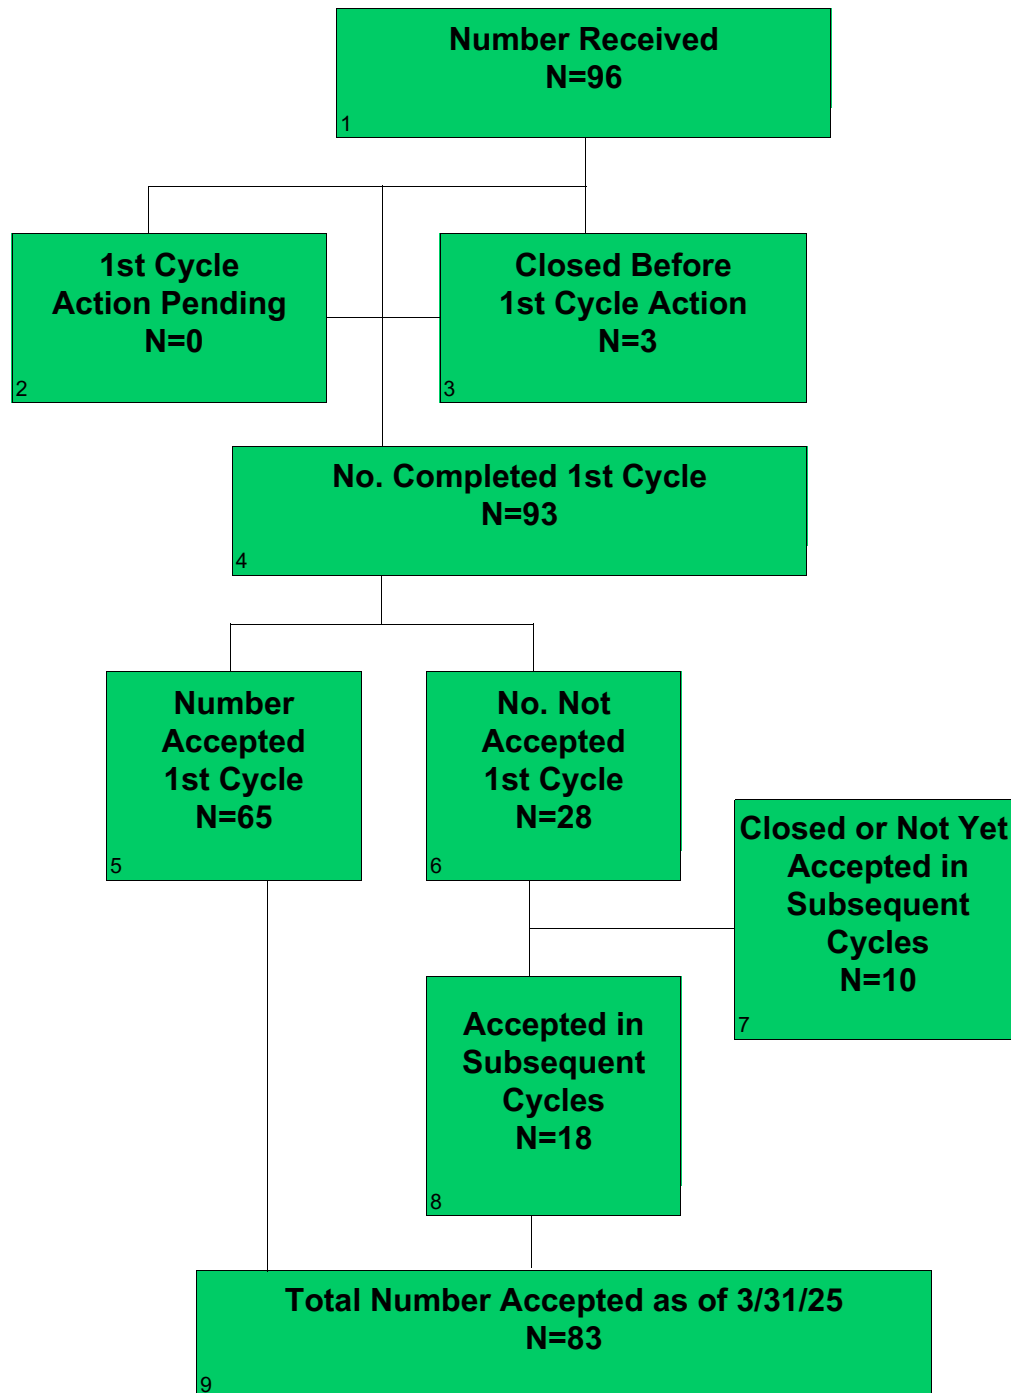 Number Received
N=96
1
1st Cycle
Action Pending
N=0
2
Closed Before
1st Cycle Action
N=3
3
No. Completed 1st Cycle
N=93
4
Number
Accepted
1st Cycle
N=65
5
No. Not
Accepted
1st Cycle
N=28
6
Closed or Not Yet
Accepted in
Subsequent
Cycles
N=10
7
Accepted in
Subsequent
Cycles
N=18
8
Total Number Accepted as of 3/31/25
N=83
9